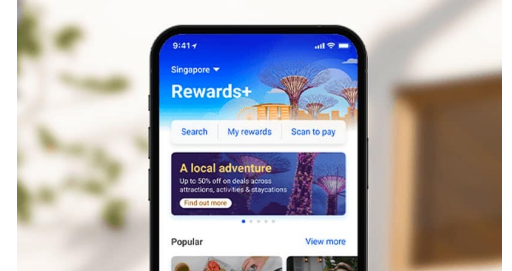 9:41
Singapore
Rewards+
Search My rewards Scan to pay
A local adventure
Up to 50% off on deals across
attractions, activities & staycations
Find out more
Popular View more